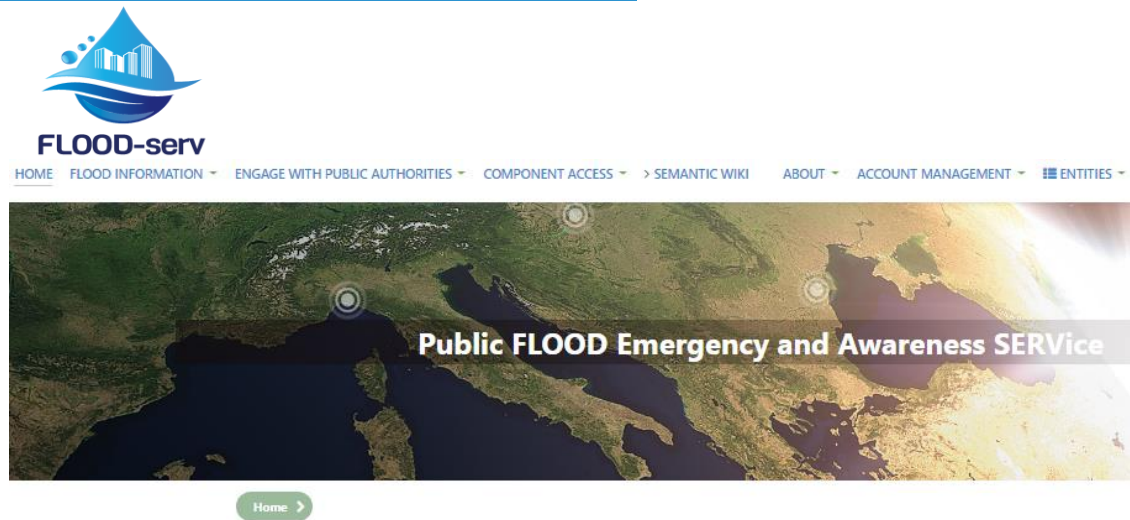 FLOOD-serv
HOME FLOOD INFORMATION ENGAGE WITH PUBLIC AUTHORITIES COMPONENT ACCESS > SEMANTIC WIKI ABOUT ACCOUNT MANAGEMENT ENTITIES
Public FLOOD Emergency and Awareness SERVice
Home